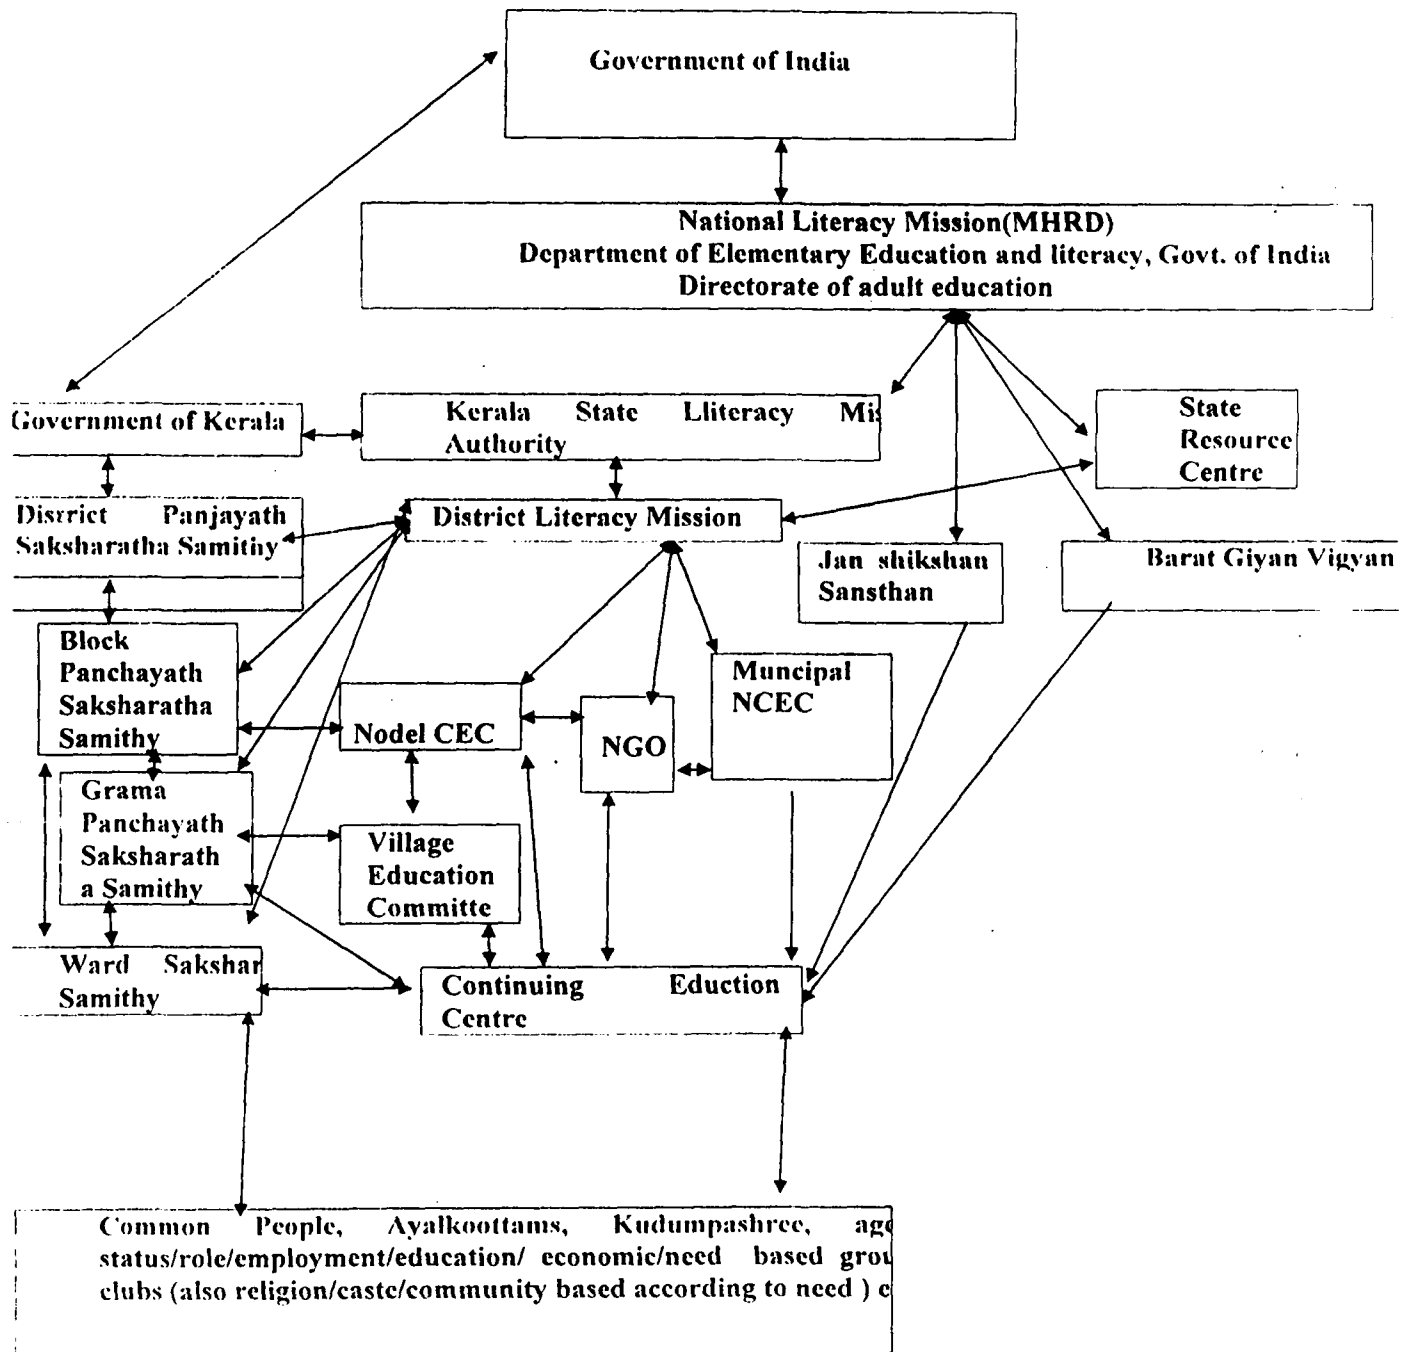 Government of India
National Literacy Mission(MHRD)
Department of Elementary Education and literacy, Govt. of India
Directorate of adult education
Government of Kerala
Kerala State Lliteracy Mis
Authority
State
Resource
Centre
District Panjayath
Saksharatha Samithy
District Literacy Mission
Jan shikshan
Sansthan
Barat Giyan Vigyan
Block
Panchayath
Saksharatha
Samithy
Nodel CEC
NGO
Muncipal
NCEC
Grama
Panchayath
Saksharath
a Samithy
Village
Education
Committe
Ward Sakshar
Samithy
Continuing Eduction
Centre
Common People, Ayalkoottams, Kudumpashree, age
status/role/employment/education/ economic/need based grou
clubs (also religion/caste/community based according to need ) e